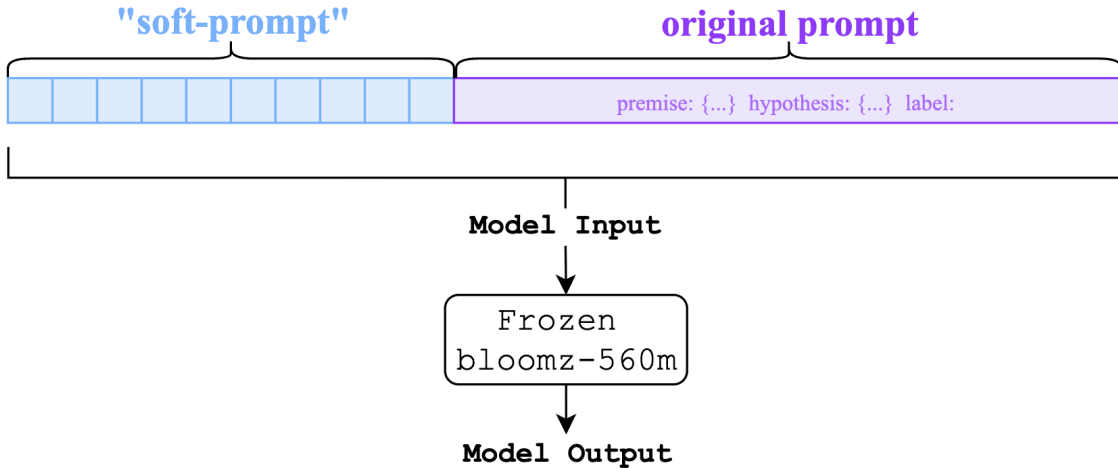 "soft-prompt"
original prompt
premise: {...} hypothesis: {...} label:
Model Input
Frozen
bloomz-560m
Model Output